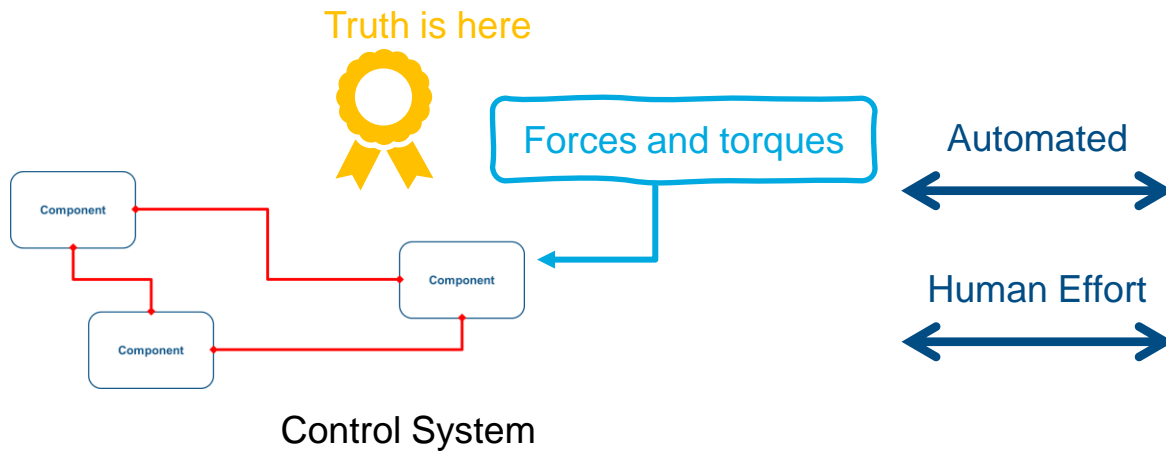 Truth is here
Forces and torques
Automated
Component
Component
Human Effort
Component
Control System